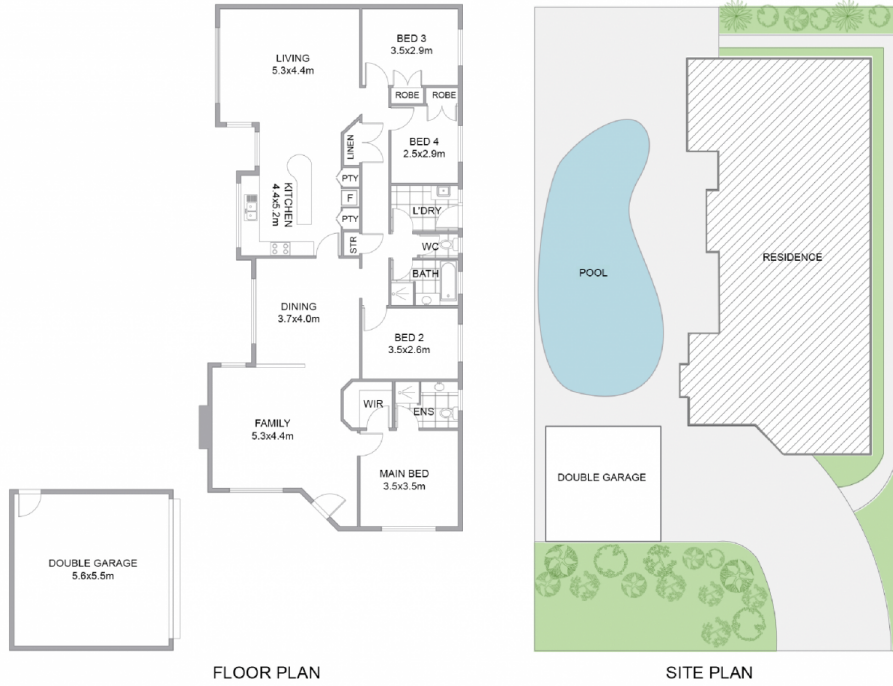 LIVING
5.3x4.4m
BED 3
3.5x2.9m
ROBE
ROBE
LINEN
BED 4
2.5x2.9m
KITCHEN
4.4x5.2m
PTY
F
PTY
STR
L'DRY
WC
BATH
DINING
3.7x4.0m
BED 2
3.5x2.6m
WIR
ENS
FAMILY
5.3x4.4m
MAIN BED
3.5x3.5m
DOUBLE GARAGE
5.6x5.5m
FLOOR PLAN
POOL
RESIDENCE
DOUBLE GARAGE
SITE PLAN